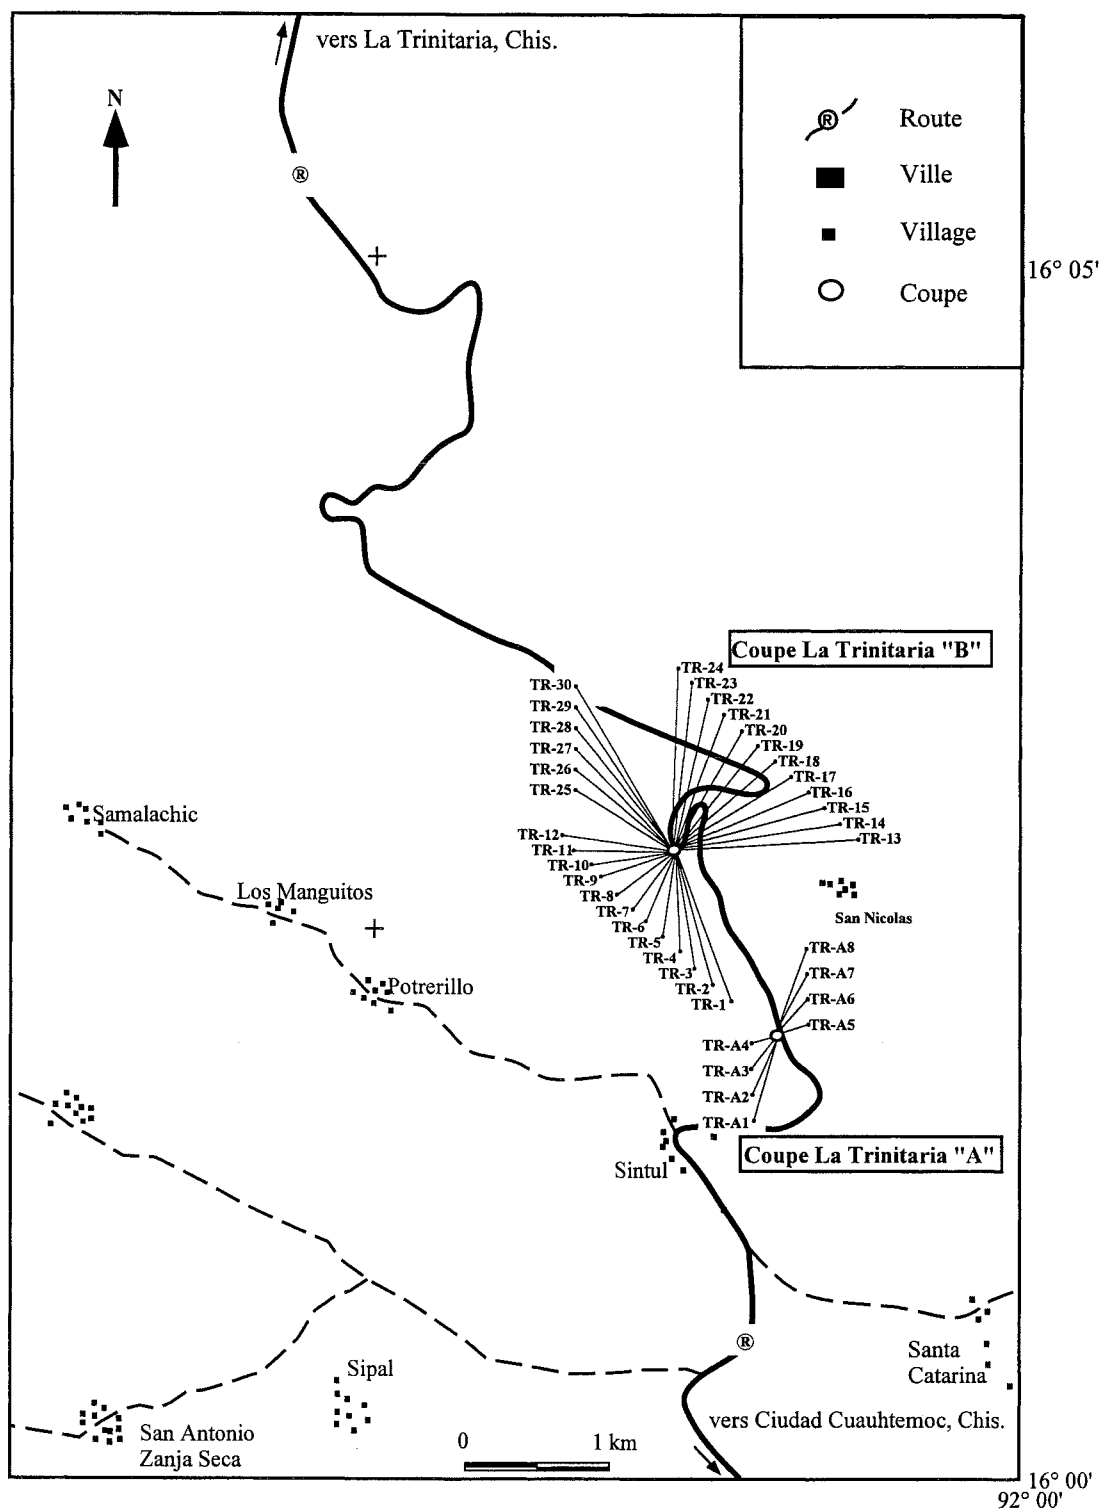 vers La Trinitaria, Chis.
N
®
® Route
Ville
Village
Coupe
16° 05'
Coupe La Trinitaria "B"
TR-24
TR-23
TR-22
TR-21
TR-20
TR-19
TR-18
TR-17
TR-16
TR-15
TR-14
TR-13
TR-30
TR-29
TR-28
TR-27
TR-26
TR-25
TR-12
TR-11
TR-10
TR-9
TR-8
TR-7
TR-6
TR-5
TR-4
TR-3
TR-2
TR-1
Samalachic
Los Manguitos
Potrerillo
San Nicolas
TR-A8
TR-A7
TR-A6
TR-A5
TR-A4
TR-A3
TR-A2
TR-A1
Coupe La Trinitaria "A"
Sintul
®
Santa
Catarina
Sipal
San Antonio
Zanja Seca
vers Ciudad Cuauhtemoc, Chis.
0 1 km
16° 00'
92° 00'